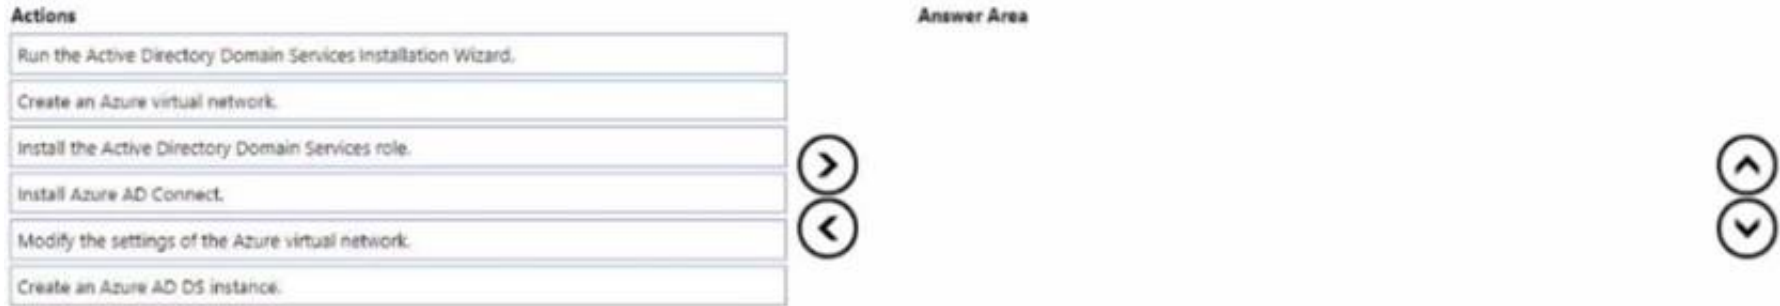 Actions
Answer Area
Run the Active Directory Domain Services Installation Wizard.
Create an Azure virtual network.
Install the Active Directory Domain Services role.
Install Azure AD Connect.
Modify the settings of the Azure virtual network.
Create an Azure AD DS instance.